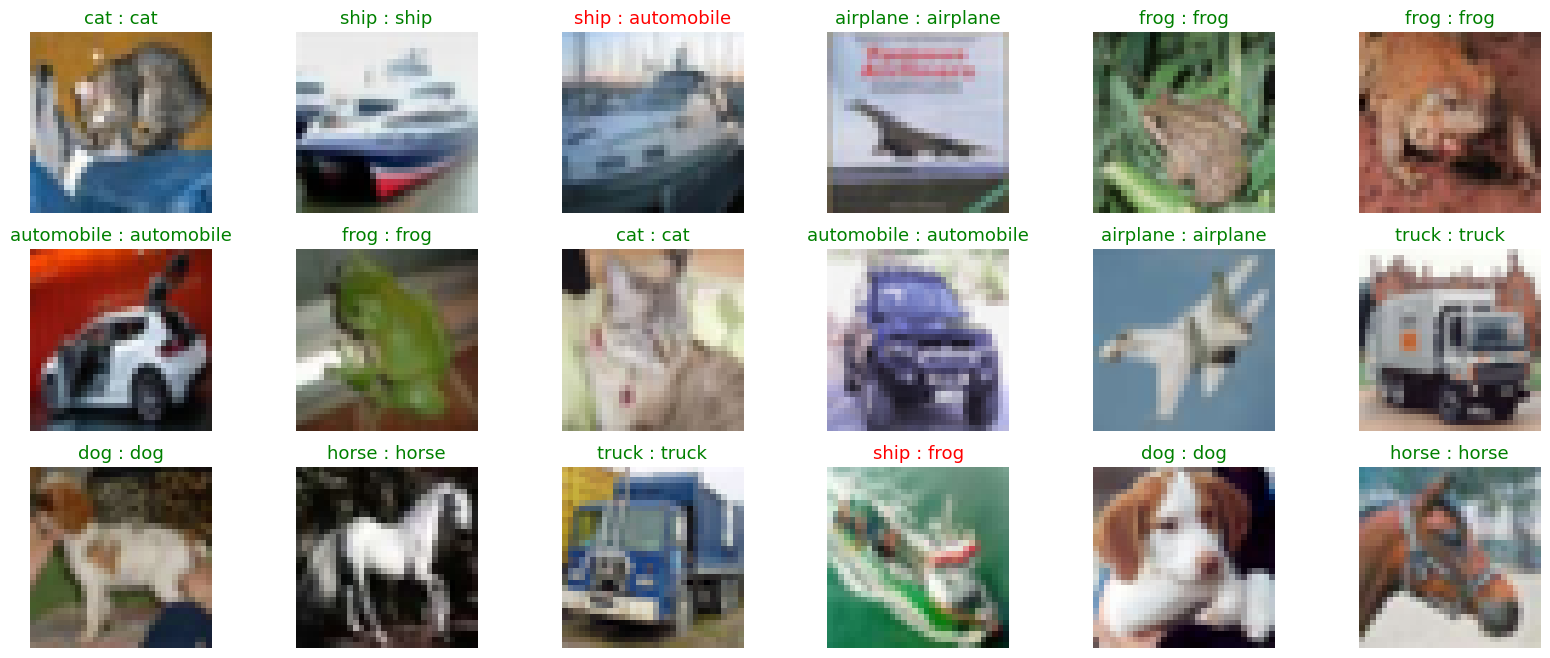 cat : cat
ship : ship
ship : automobile
airplane : airplane
frog : frog
frog : frog
automobile : automobile
frog : frog
cat : cat
automobile : automobile
airplane : airplane
truck : truck
dog : dog
horse : horse
truck : truck
ship : frog
dog : dog
horse : horse